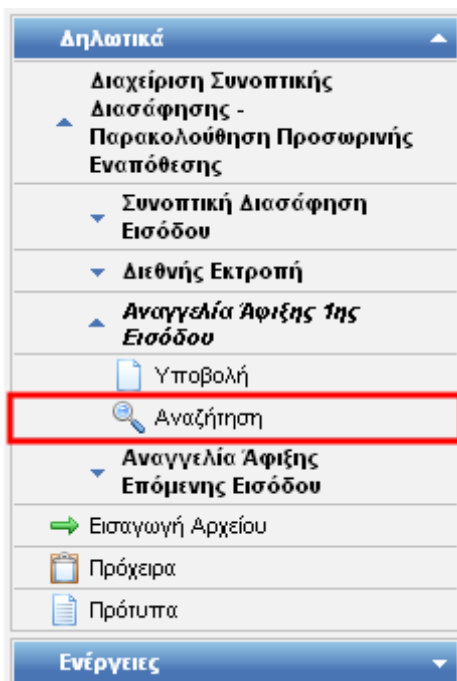 Δηλωτικά
Διαχείριση Συνοπτικής
Διασάφησης -
Παρακολούθηση Προσωρινής
Εναπόθεσης
Συνοπτική Διασάφηση
Εισόδου
Διεθνής Εκτροπή
Αναγγελία Άφιξης 1ης
Εισόδου
Υποβολή
Αναζήτηση
Αναγγελία Άφιξης
Επόμενης Εισόδου
Εισαγωγή Αρχείου
Πρόχειρα
Πρότυπα
Ενέργειες